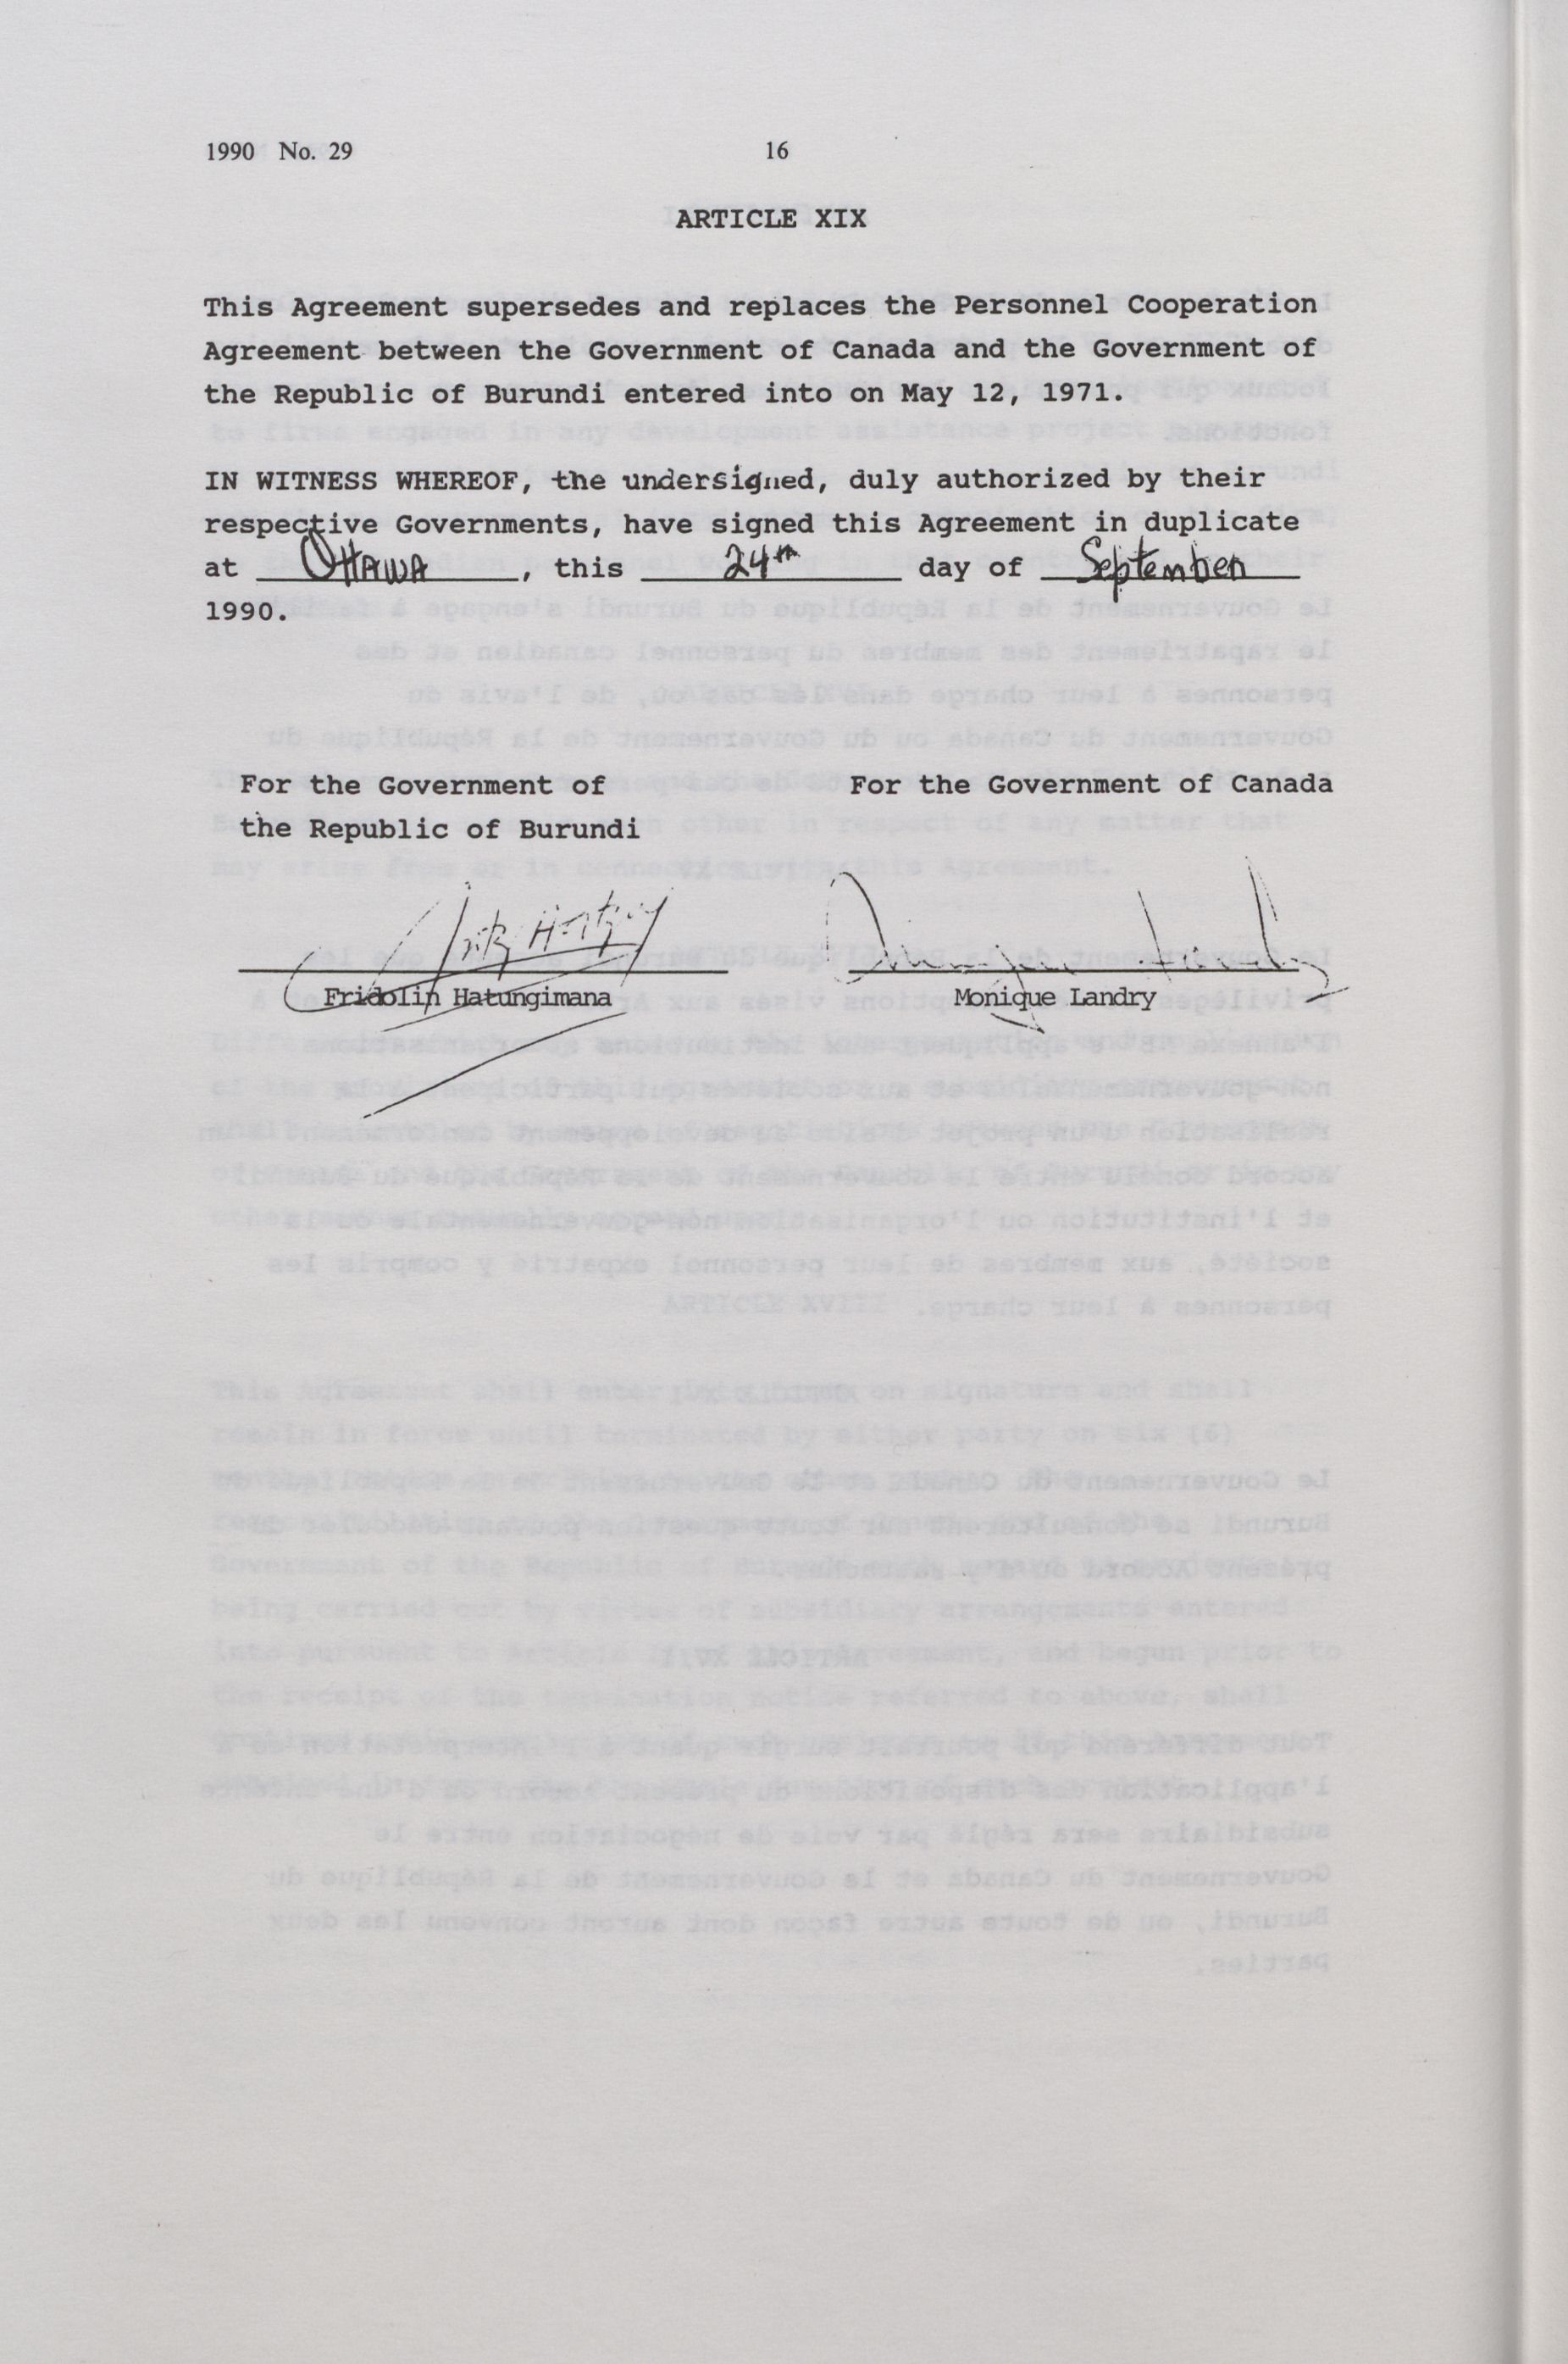 1990 No. 29
16
ARTICLE XIX
This Agreement supersedes and replaces the Personnel Cooperation
Agreement between the Government of Canada and the Government of
the Republic of Burundi entered into on May 12, 1971.
IN WITNESS WHEREOF, the undersigned, duly authorized by their
respective Governments, have signed this Agreement in duplicate
at Ottawa, this 24th day of September
1990.
For the Government of
the Republic of Burundi
Fridolin Hatungimana
For the Government of Canada
Monique Landry